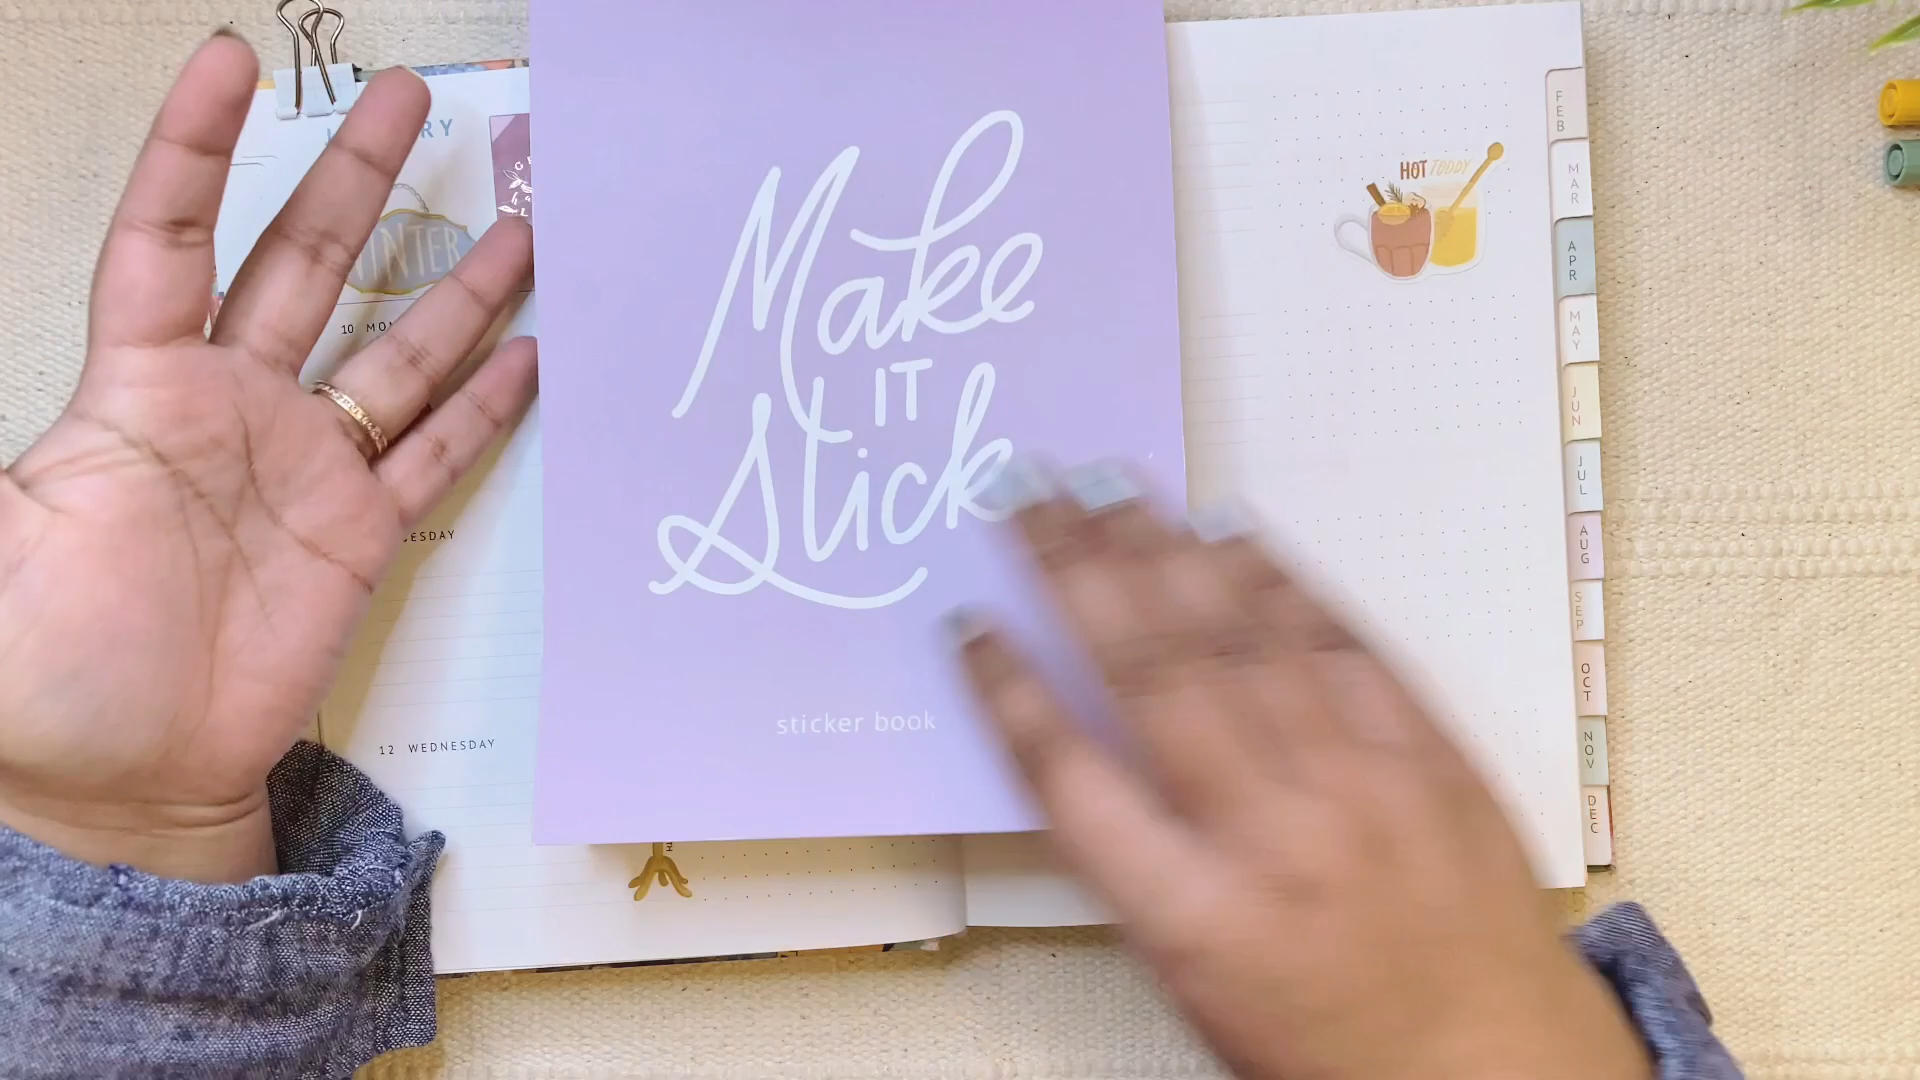 WINTER
10 MON
12 WEDNESDAY
Make
IT
Stick
sticker book
HOT TODDY
FEB
MAR
APR
MAY
JUN
JUL
AUG
SEP
OCT
NOV
DEC